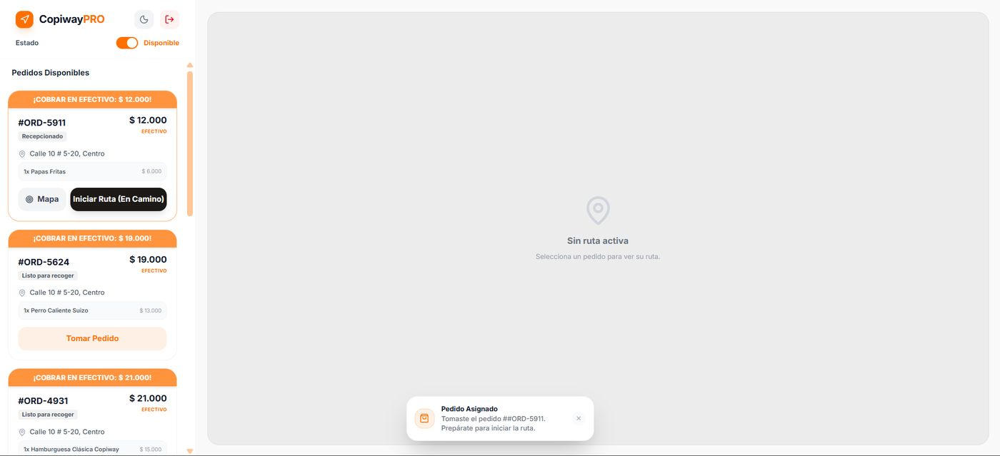 CopiwayPRO
Estado
Disponible
Pedidos Disponibles
¡COBRAR EN EFECTIVO: $ 12.000!
#ORD-5911
$ 12.000
Recepcionado
EFECTIVO
Calle 10 # 5-20, Centro
1x Papas Fritas
$ 6.000
Mapa
Iniciar Ruta (En Camino)
¡COBRAR EN EFECTIVO: $ 19.000!
#ORD-5624
$ 19.000
Listo para recoger
EFECTIVO
Calle 10 # 5-20, Centro
1x Perro Caliente Suizo
$ 13.000
Tomar Pedido
¡COBRAR EN EFECTIVO: $ 21.000!
#ORD-4931
$ 21.000
Listo para recoger
EFECTIVO
Calle 10 # 5-20, Centro
1x Hamburguesa Clásica Copiway
$ 15.000
Sin ruta activa
Selecciona un pedido para ver su ruta.
Pedido Asignado
Tomaste el pedido ##ORD-5911.
Prepárate para iniciar la ruta.